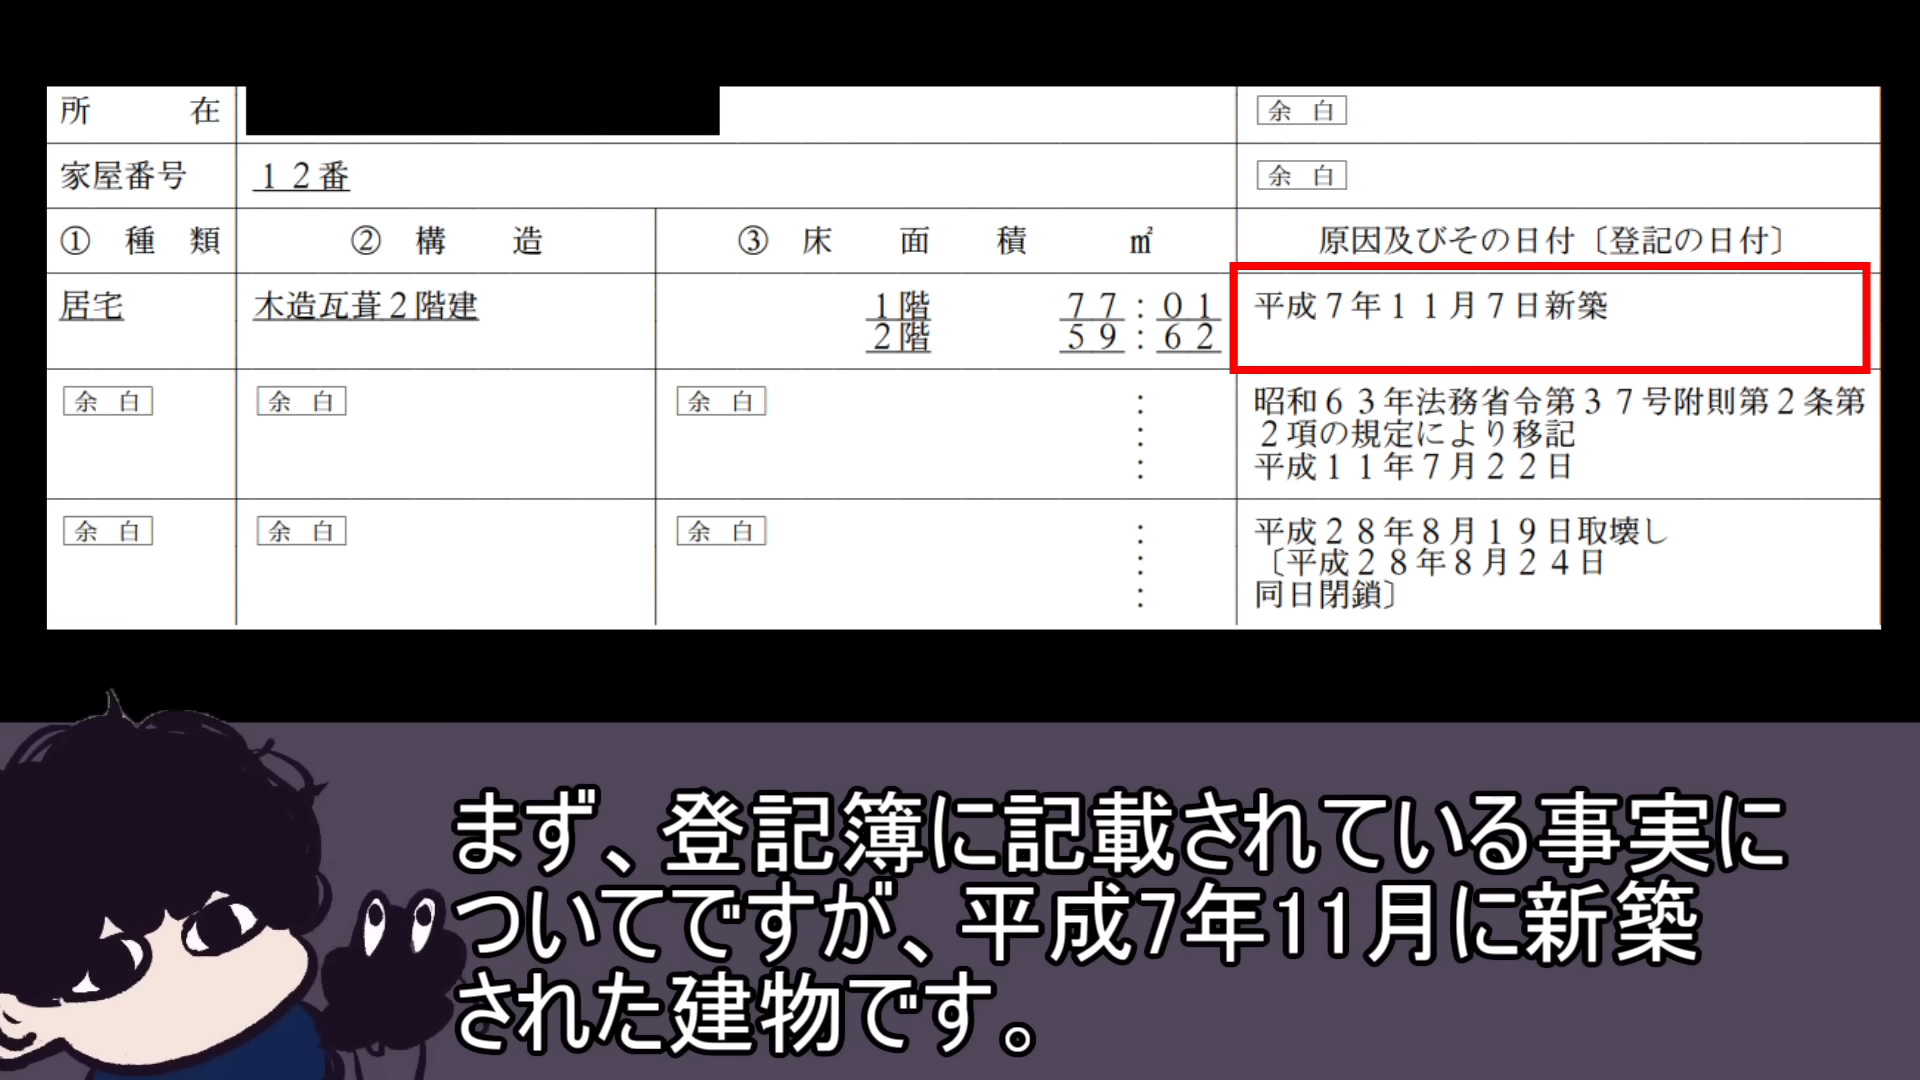 所 在 余 白
家屋番号 １２番 余 白
① 種 類 ② 構 造 ③ 床 面 積 ㎡ 原因及びその日付〔登記の日付〕
居宅 木造瓦葺２階建 １階 ７７：０１ 平成７年１１月７日新築
２階 ５９：６２
余 白 余 白 余 白 ： 昭和６３年法務省令第３７号附則第２条第
： ２項の規定により移記
： 平成１１年７月２２日
余 白 余 白 余 白 ： 平成２８年８月１９日取壊し
： 〔平成２８年８月２４日
： 同日閉鎖〕
まず、登記簿に記載されている事実に
ついてですが、平成7年11月に新築
された建物です。